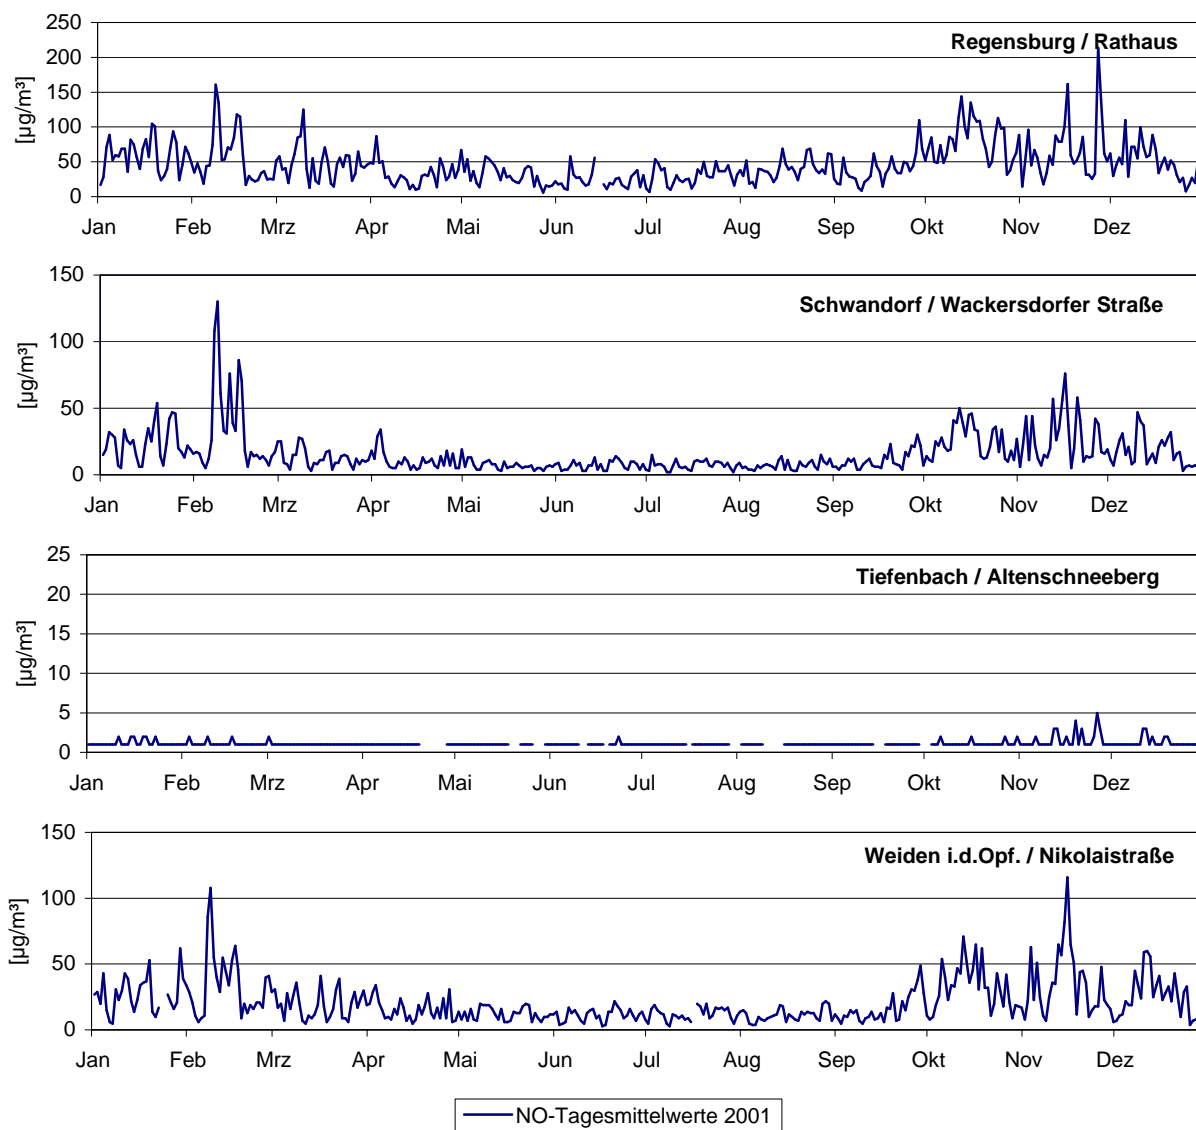 Regensburg / Rathaus
[µg/m³]
250
200
150
100
50
0
Jan Feb Mrz Apr Mai Jun Jul Aug Sep Okt Nov Dez
Schwandorf / Wackersdorfer Straße
[µg/m³]
150
100
50
0
Jan Feb Mrz Apr Mai Jun Jul Aug Sep Okt Nov Dez
Tiefenbach / Altenschneeberg
[µg/m³]
25
20
15
10
5
0
Jan Feb Mrz Apr Mai Jun Jul Aug Sep Okt Nov Dez
Weiden i.d.Opf. / Nikolaistraße
[µg/m³]
150
100
50
0
Jan Feb Mrz Apr Mai Jun Jul Aug Sep Okt Nov Dez
NO-Tagesmittelwerte 2001